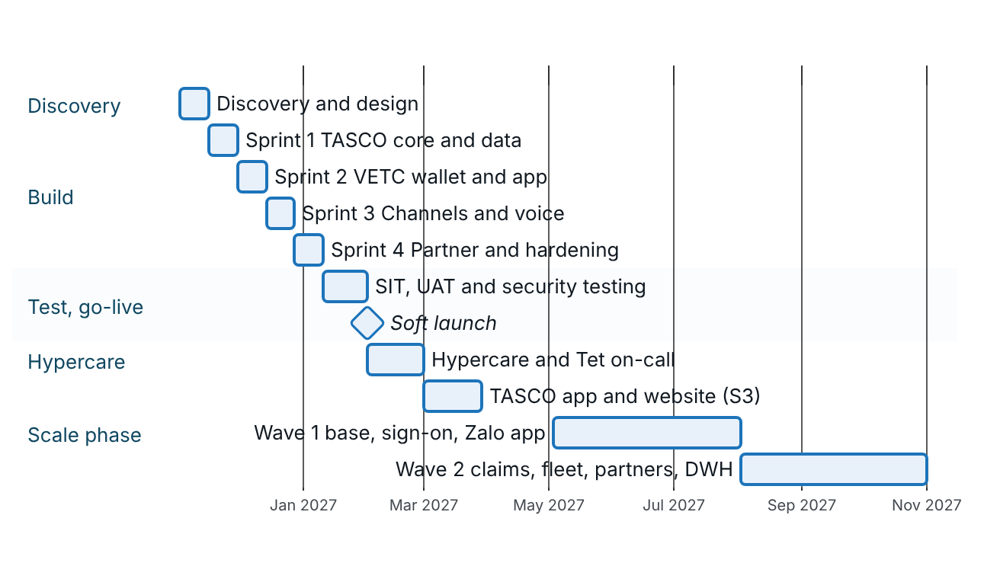 Discovery
Discovery and design
Sprint 1 TASCO core and data
Sprint 2 VETC wallet and app
Build
Sprint 3 Channels and voice
Sprint 4 Partner and hardening
SIT, UAT and security testing
Test, go-live
Soft launch
Hypercare
Hypercare and Tet on-call
TASCO app and website (S3)
Scale phase
Wave 1 base, sign-on, Zalo app
Wave 2 claims, fleet, partners, DWH
Jan 2027
Mar 2027
May 2027
Jul 2027
Sep 2027
Nov 2027